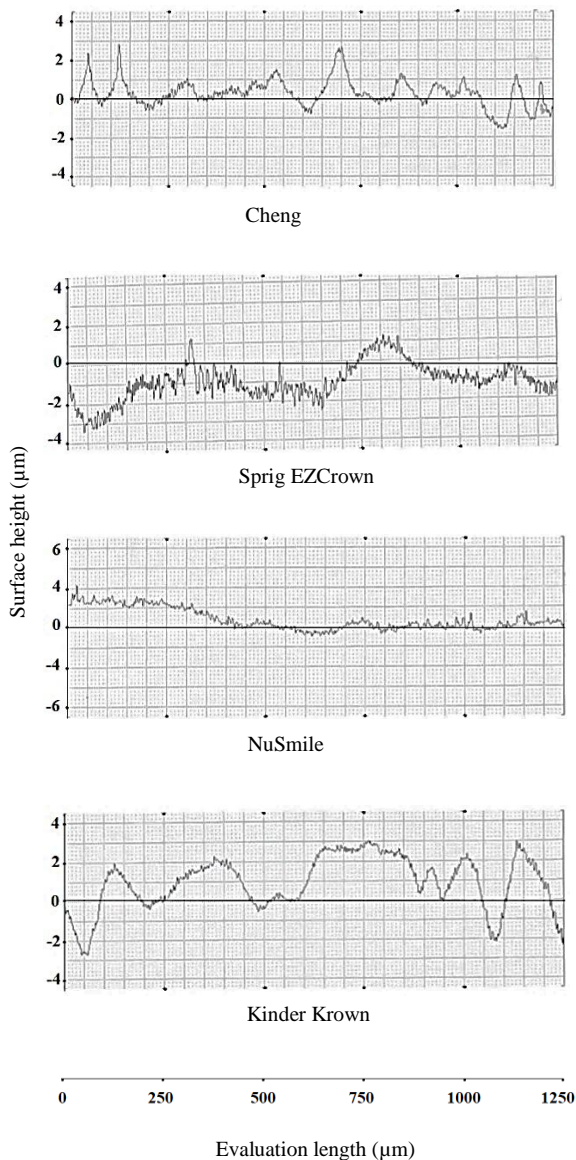 4
2
0
-2
-4
Cheng
4
2
0
-2
-4
Sprig EZCrown
Surface height (µm)
6
4
0
-4
-6
NuSmile
4
2
0
-2
-4
Kinder Krown
0 250 500 750 1000 1250
Evaluation length (µm)